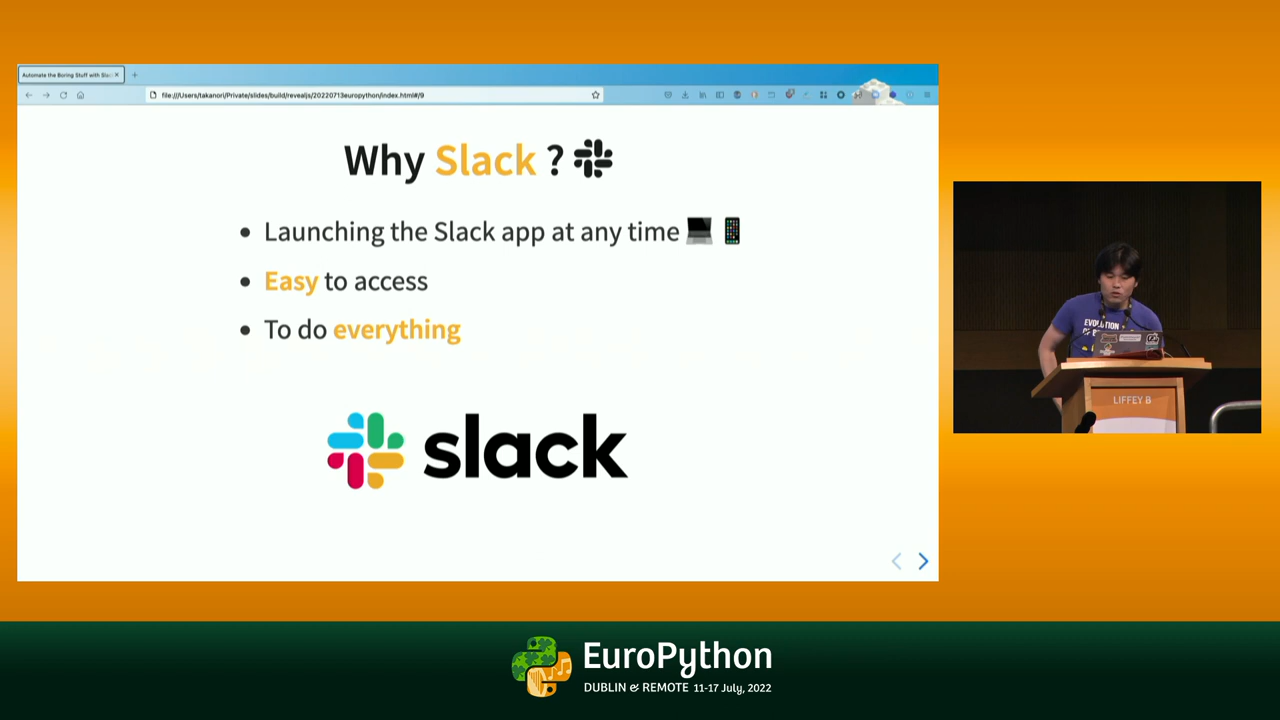 Automate the Boring Stuff with Slac
file:///Users/takanori/Private/slides/build/revealjs/20220713europython/index.html#/9
Why Slack ?
Launching the Slack app at any time
Easy to access
To do everything
slack
EVOLUTION
LIFFEY B
EuroPython
DUBLIN & REMOTE 11-17 July, 2022